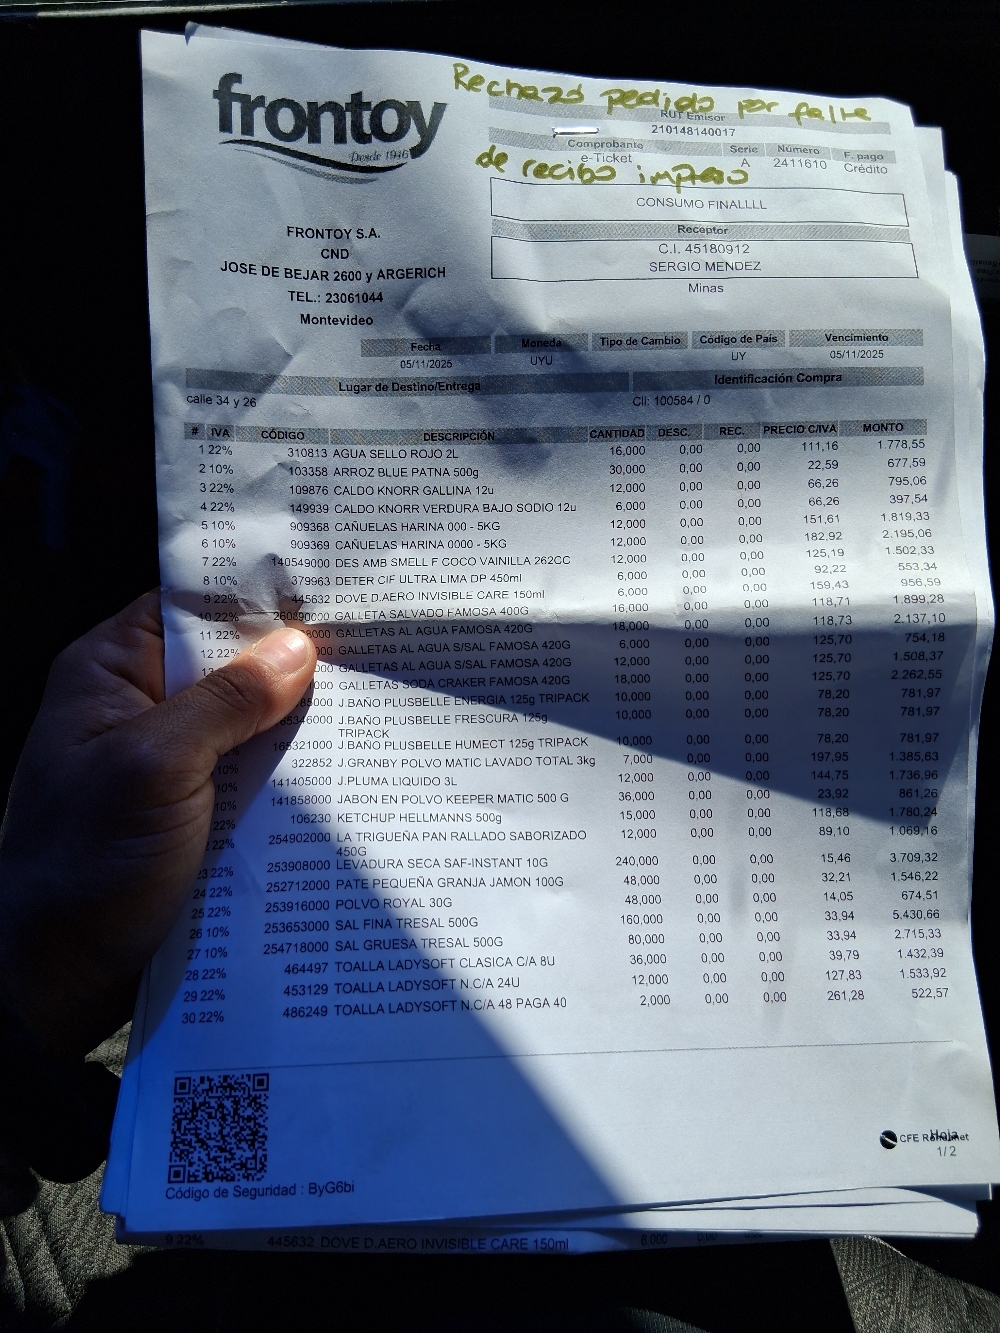 Rechazó pedido por falta
de recibo impreso
frontoy
Desde 1916
RUT Emisor
210148140017
Comprobante Serie Número F. pago
e-Ticket A 2411610 Crédito
CONSUMO FINALLLL
Receptor
C.I. 45180912
SERGIO MENDEZ
Minas
FRONTOY S.A.
CND
JOSE DE BEJAR 2600 y ARGERICH
TEL.: 23061044
Montevideo
Fecha Moneda Tipo de Cambio Código de País Vencimiento
05/11/2025 UYU UY 05/11/2025
Lugar de Destino/Entrega Identificación Compra
calle 34 y 26 Cli: 100584 / 0
# IVA CÓDIGO DESCRIPCIÓN CANTIDAD DESC. REC. PRECIO C/IVA MONTO
1 22% 310813 AGUA SELLO ROJO 2L 16,000 0,00 0,00 111,16 1.778,55
2 10% 103358 ARROZ BLUE PATNA 500g 30,000 0,00 0,00 22,59 677,59
3 22% 109876 CALDO KNORR GALLINA 12u 12,000 0,00 0,00 66,26 795,06
4 22% 149939 CALDO KNORR VERDURA BAJO SODIO 12u 6,000 0,00 0,00 66,26 397,54
5 10% 909368 CAÑUELAS HARINA 000 - 5KG 12,000 0,00 0,00 151,61 1.819,33
6 10% 909369 CAÑUELAS HARINA 0000 - 5KG 12,000 0,00 0,00 182,92 2.195,06
7 22% 140549000 DES AMB SMELL F COCO VAINILLA 262CC 12,000 0,00 0,00 125,19 1.502,33
8 10% 379963 DETER CIF ULTRA LIMA DP 450ml 6,000 0,00 0,00 92,22 553,34
9 22% 445632 DOVE D.AERO INVISIBLE CARE 150ml 6,000 0,00 0,00 159,43 956,59
10 22% 260890000 GALLETA SALVADO FAMOSA 400G 16,000 0,00 0,00 118,71 1.899,28
11 22% 8000 GALLETAS AL AGUA FAMOSA 420G 18,000 0,00 0,00 118,73 2.137,10
12 22% 000 GALLETAS AL AGUA S/SAL FAMOSA 420G 6,000 0,00 0,00 125,70 754,18
000 GALLETAS AL AGUA S/SAL FAMOSA 420G 12,000 0,00 0,00 125,70 1.508,37
000 GALLETAS SODA CRAKER FAMOSA 420G 18,000 0,00 0,00 125,70 2.262,55
5000 J.BAÑO PLUSBELLE ENERGIA 125g TRIPACK 10,000 0,00 0,00 78,20 781,97
346000 J.BAÑO PLUSBELLE FRESCURA 125g 10,000 0,00 0,00 78,20 781,97
TRIPACK
165321000 J.BAÑO PLUSBELLE HUMECT 125g TRIPACK 10,000 0,00 0,00 78,20 781,97
10% 322852 J.GRANBY POLVO MATIC LAVADO TOTAL 3kg 7,000 0,00 0,00 197,95 1.385,63
10% 141405000 J.PLUMA LIQUIDO 3L 12,000 0,00 0,00 144,75 1.736,96
10% 141858000 JABON EN POLVO KEEPER MATIC 500 G 36,000 0,00 0,00 23,92 861,26
22% 106230 KETCHUP HELLMANNS 500g 15,000 0,00 0,00 118,68 1.780,24
22% 254902000 LA TRIGUEÑA PAN RALLADO SABORIZADO 12,000 0,00 0,00 89,10 1.069,16
450G
23 22% 253908000 LEVADURA SECA SAF-INSTANT 10G 240,000 0,00 0,00 15,46 3.709,32
24 22% 252712000 PATE PEQUEÑA GRANJA JAMON 100G 48,000 0,00 0,00 32,21 1.546,22
25 22% 253916000 POLVO ROYAL 30G 48,000 0,00 0,00 14,05 674,51
26 10% 253653000 SAL FINA TRESAL 500G 160,000 0,00 0,00 33,94 5.430,66
27 10% 254718000 SAL GRUESA TRESAL 500G 80,000 0,00 0,00 33,94 2.715,33
28 22% 464497 TOALLA LADYSOFT CLASICA C/A 8U 36,000 0,00 0,00 39,79 1.432,39
29 22% 453129 TOALLA LADYSOFT N.C/A 24U 12,000 0,00 0,00 127,83 1.533,92
30 22% 486249 TOALLA LADYSOFT N.C/A 48 PAGA 40 2,000 0,00 0,00 261,28 522,57
Código de Seguridad : ByG6bi
CFE
Hoja
1/ 2
9 22% 445632 DOVE D.AERO INVISIBLE CARE 150ml 6,000 0,00